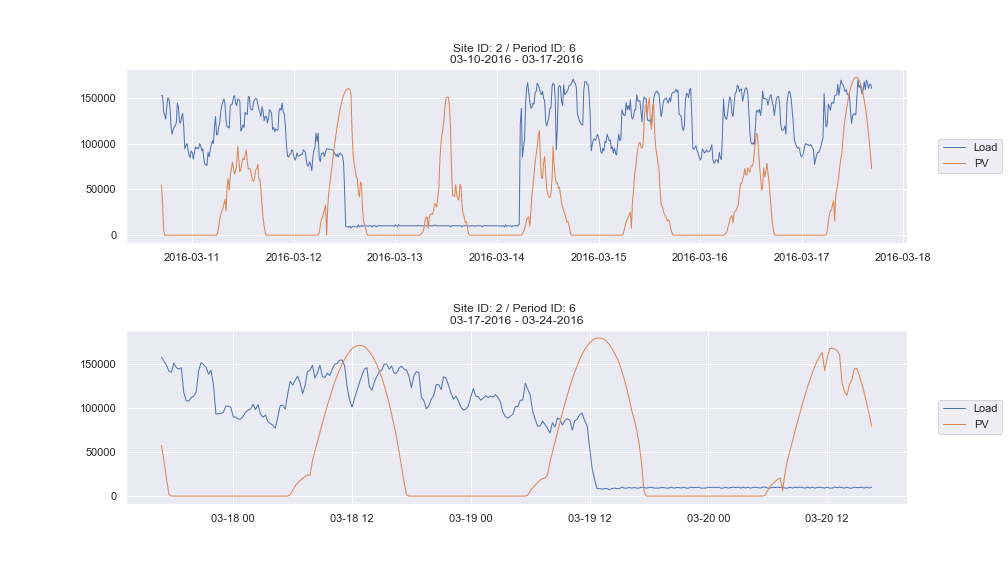 Site ID: 2 / Period ID: 6
03-10-2016 - 03-17-2016
150000
100000
50000
0
2016-03-11
2016-03-12
2016-03-13
2016-03-14
2016-03-15
2016-03-16
2016-03-17
2016-03-18
Load
PV
Site ID: 2 / Period ID: 6
03-17-2016 - 03-24-2016
150000
100000
50000
0
03-18 00
03-18 12
03-19 00
03-19 12
03-20 00
03-20 12
Load
PV